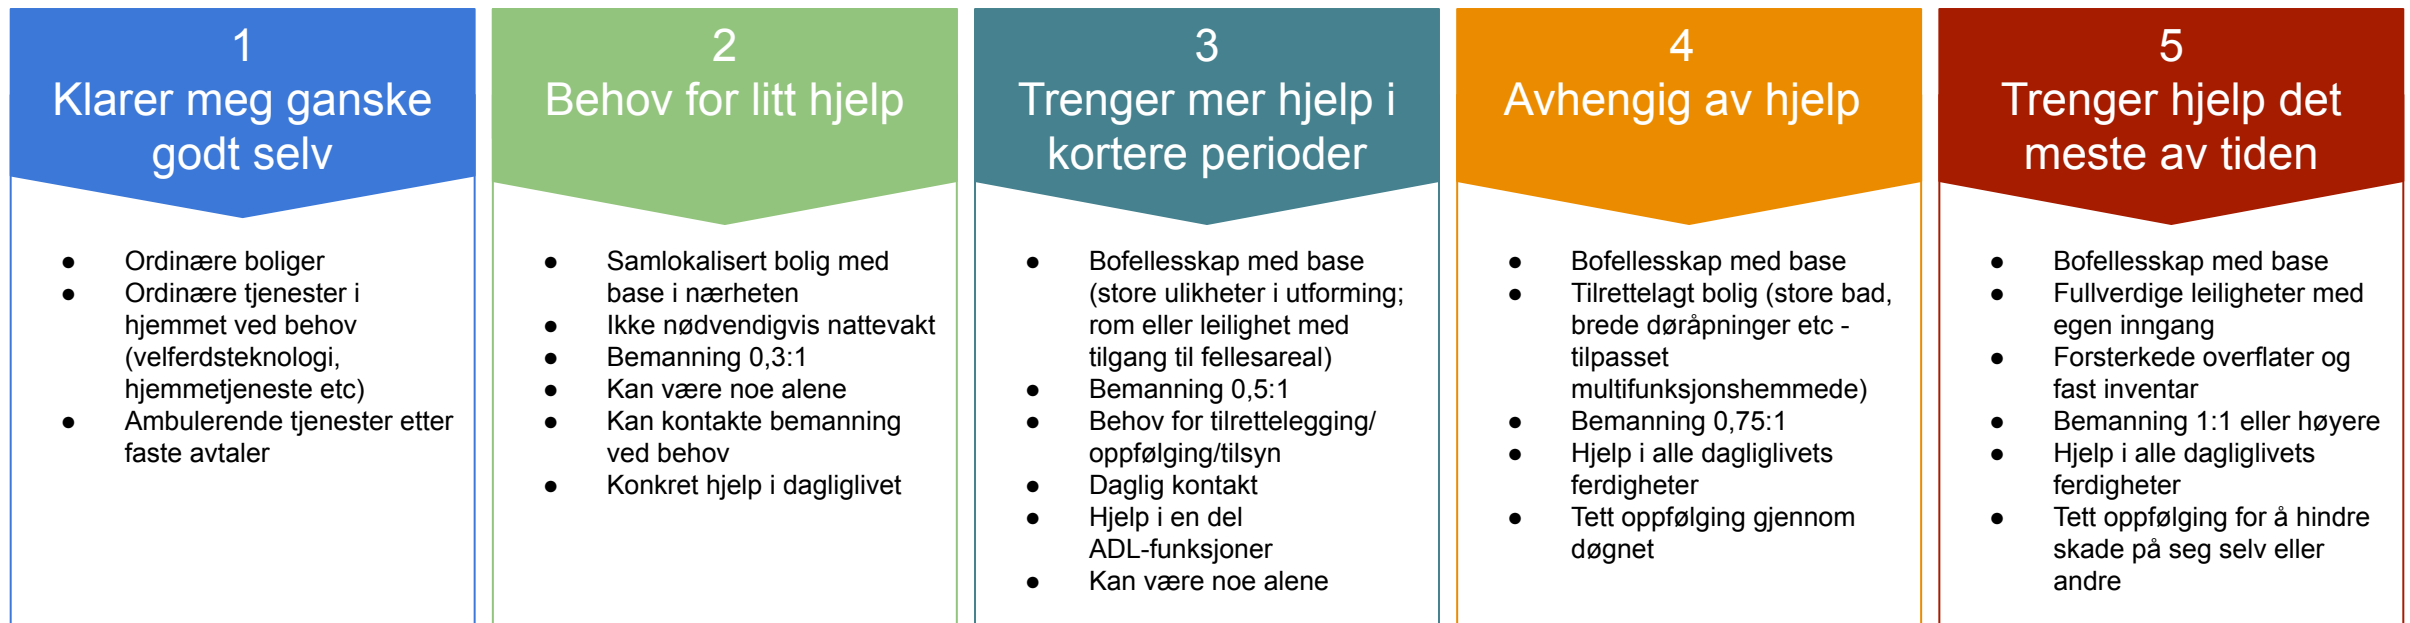 1
Klarer meg ganske
godt selv
● Ordinære boliger
● Ordinære tjenester i
hjemmet ved behov
(velferdsteknologi,
hjemmetjeneste etc)
● Ambulerende tjenester etter
faste avtaler
2
Behov for litt hjelp
● Samlokalisert bolig med
base i nærheten
● Ikke nødvendigvis nattevakt
● Bemanning 0,3:1
● Kan være noe alene
● Kan kontakte bemanning
ved behov
● Konkret hjelp i dagliglivet
3
Trenger mer hjelp i
kortere perioder
● Bofellesskap med base
(store ulikheter i utforming;
rom eller leilighet med
tilgang til fellesareal)
● Bemanning 0,5:1
● Behov for tilrettelegging/
oppfølging/tilsyn
● Daglig kontakt
● Hjelp i en del
ADL-funksjoner
● Kan være noe alene
4
Avhengig av hjelp
● Bofellesskap med base
● Tilrettelagt bolig (store bad,
brede døråpninger etc -
tilpasset
multifunksjonshemmede)
● Bemanning 0,75:1
● Hjelp i alle dagliglivets
ferdigheter
● Tett oppfølging gjennom
døgnet
5
Trenger hjelp det
meste av tiden
● Bofellesskap med base
● Fullverdige leiligheter med
egen inngang
● Forsterkede overflater og
fast inventar
● Bemanning 1:1 eller høyere
● Hjelp i alle dagliglivets
ferdigheter
● Tett oppfølging for å hindre
skade på seg selv eller
andre